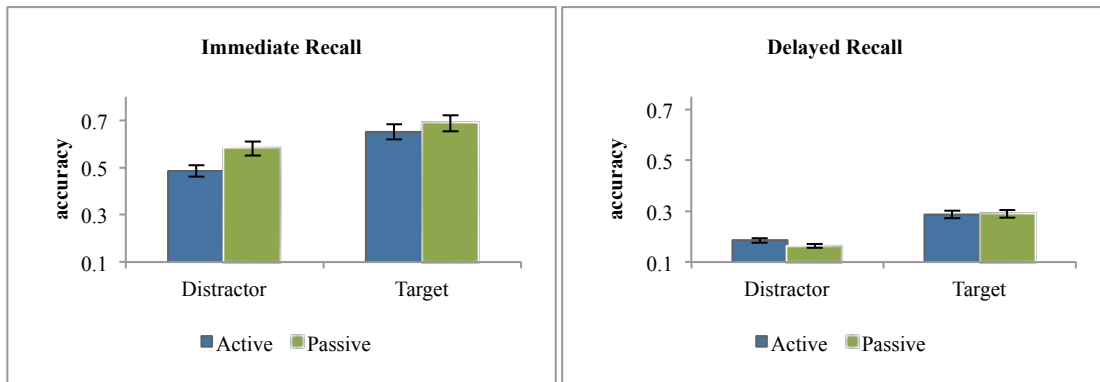 Immediate Recall
accuracy
0.7
0.5
0.3
0.1
Distractor Target
Active Passive
Delayed Recall
accuracy
0.7
0.5
0.3
0.1
Distractor Target
Active Passive